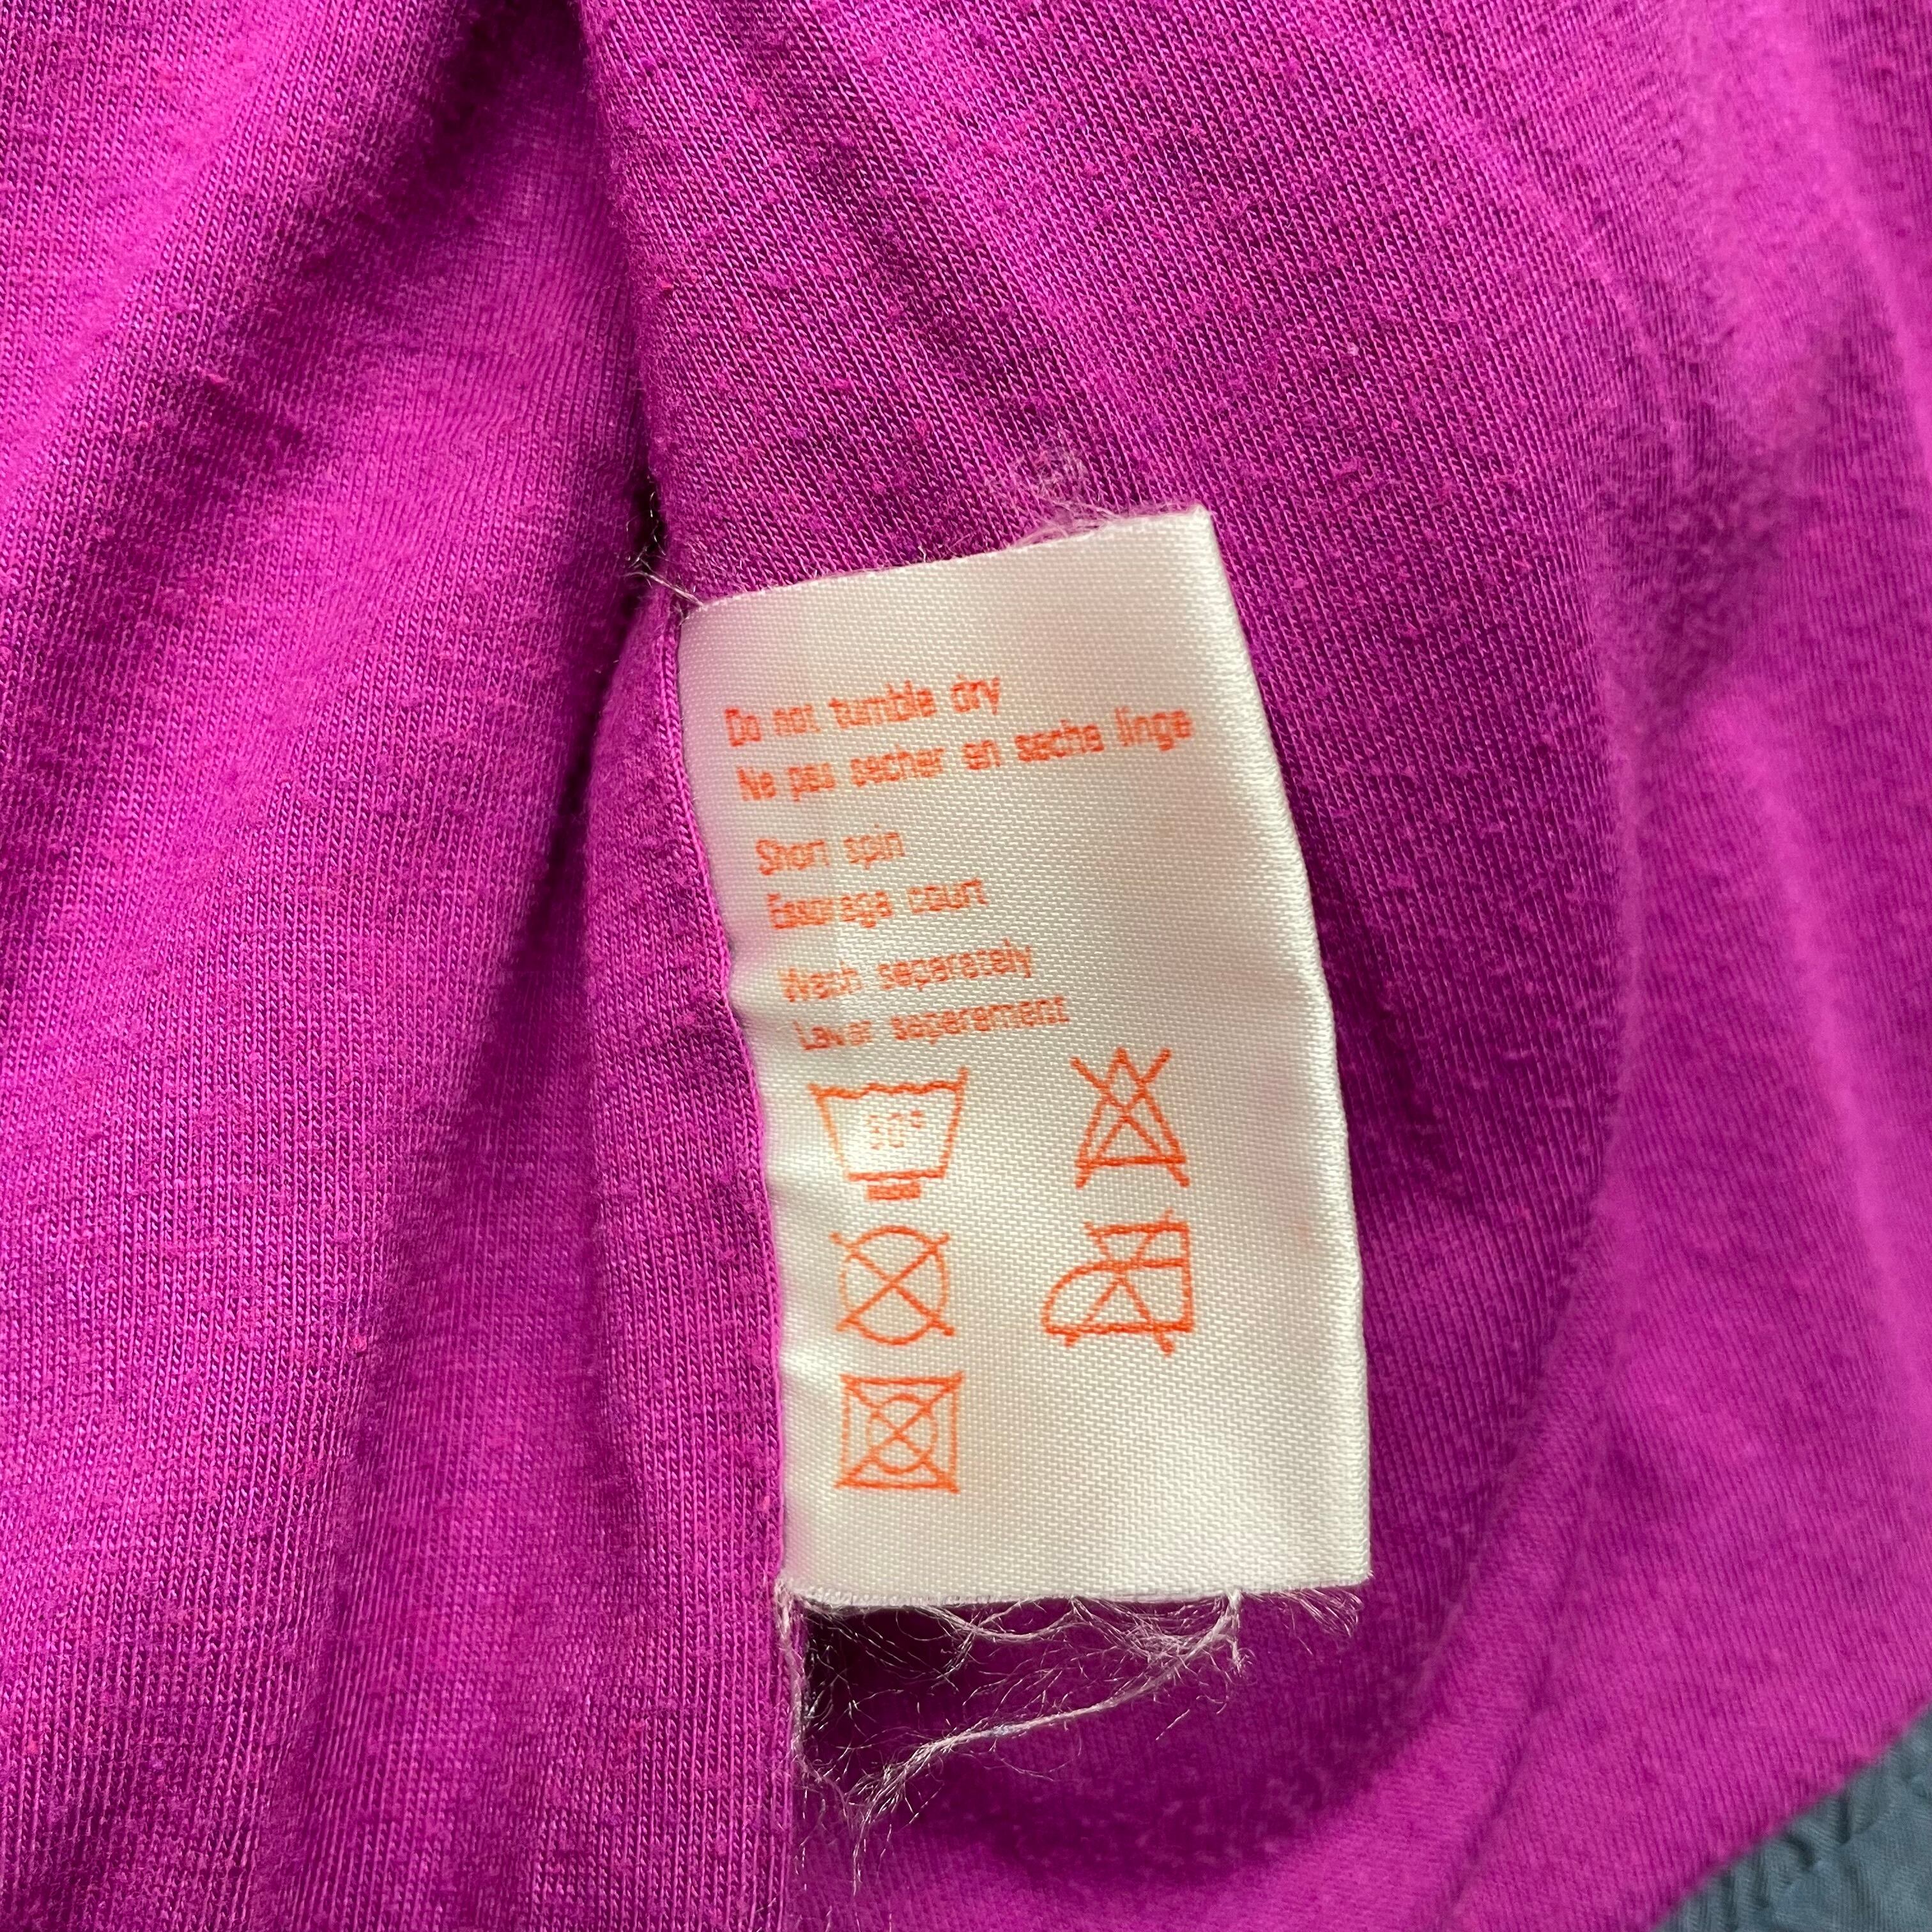 Do not tumble dry
Ne pas secher en seche linge
Short spin
Essorage court
Wash separately
Laver separement